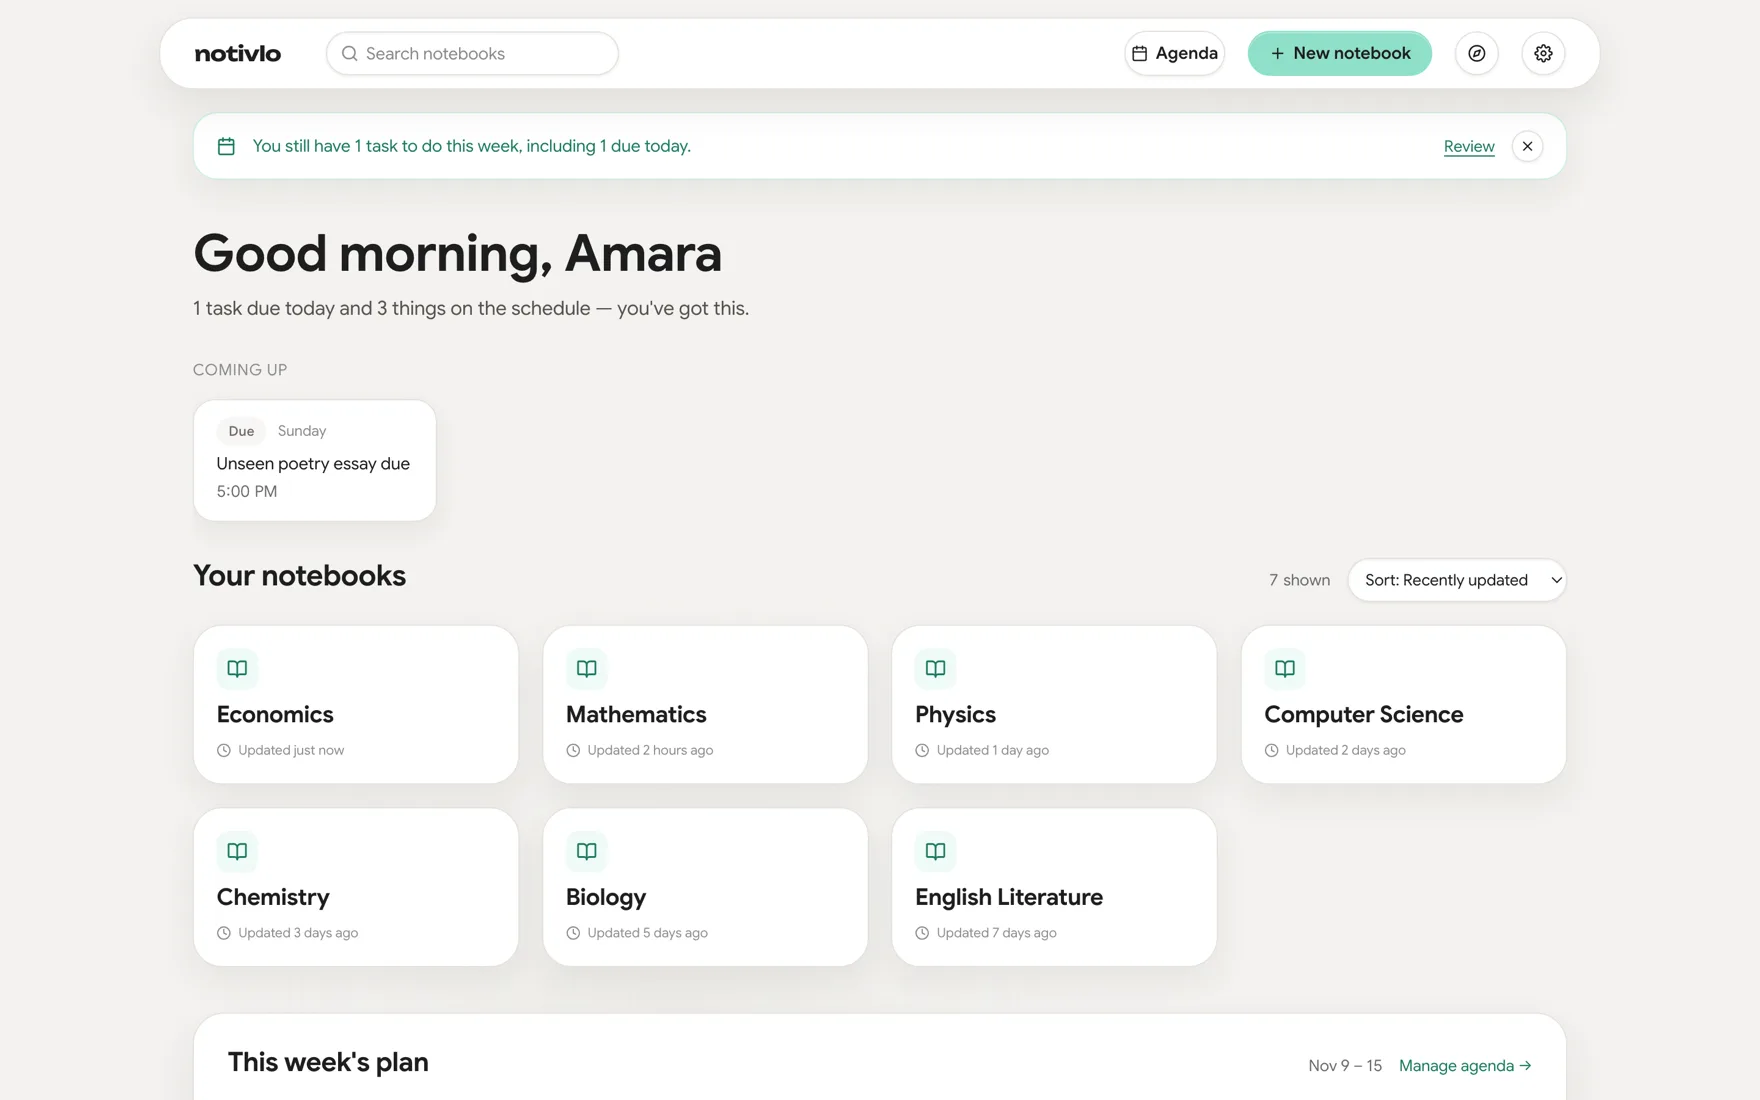 notivlo
Search notebooks
Agenda
+ New notebook
You still have 1 task to do this week, including 1 due today.
Review
Good morning, Amara
1 task due today and 3 things on the schedule — you've got this.
COMING UP
Due Sunday
Unseen poetry essay due
5:00 PM
Your notebooks
7 shown
Sort: Recently updated
Economics
Updated just now
Mathematics
Updated 2 hours ago
Physics
Updated 1 day ago
Computer Science
Updated 2 days ago
Chemistry
Updated 3 days ago
Biology
Updated 5 days ago
English Literature
Updated 7 days ago
This week's plan
Nov 9 – 15
Manage agenda →